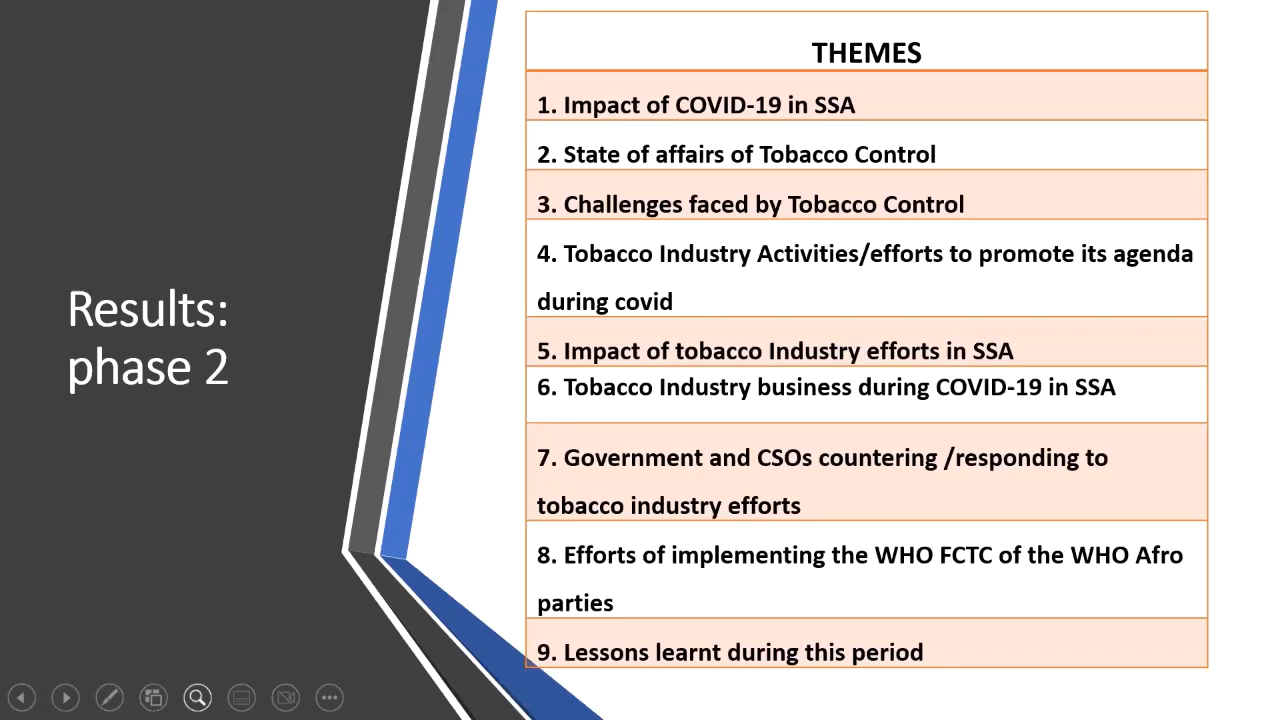 Results:
phase 2
THEMES
1. Impact of COVID-19 in SSA
2. State of affairs of Tobacco Control
3. Challenges faced by Tobacco Control
4. Tobacco Industry Activities/efforts to promote its agenda
during covid
5. Impact of tobacco Industry efforts in SSA
6. Tobacco Industry business during COVID-19 in SSA
7. Government and CSOs countering /responding to
tobacco industry efforts
8. Efforts of implementing the WHO FCTC of the WHO Afro
parties
9. Lessons learnt during this period